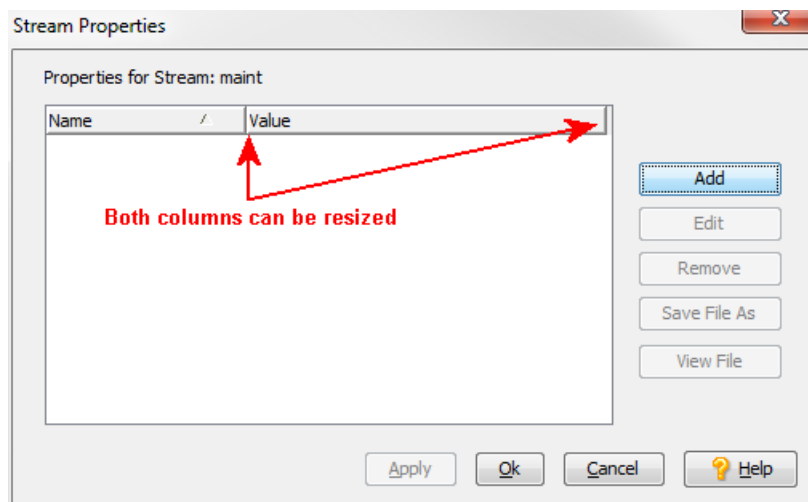 Stream Properties
Properties for Stream: maint
Name Value
Add
Both columns can be resized
Edit
Remove
Save File As
View File
Apply Ok Cancel Help